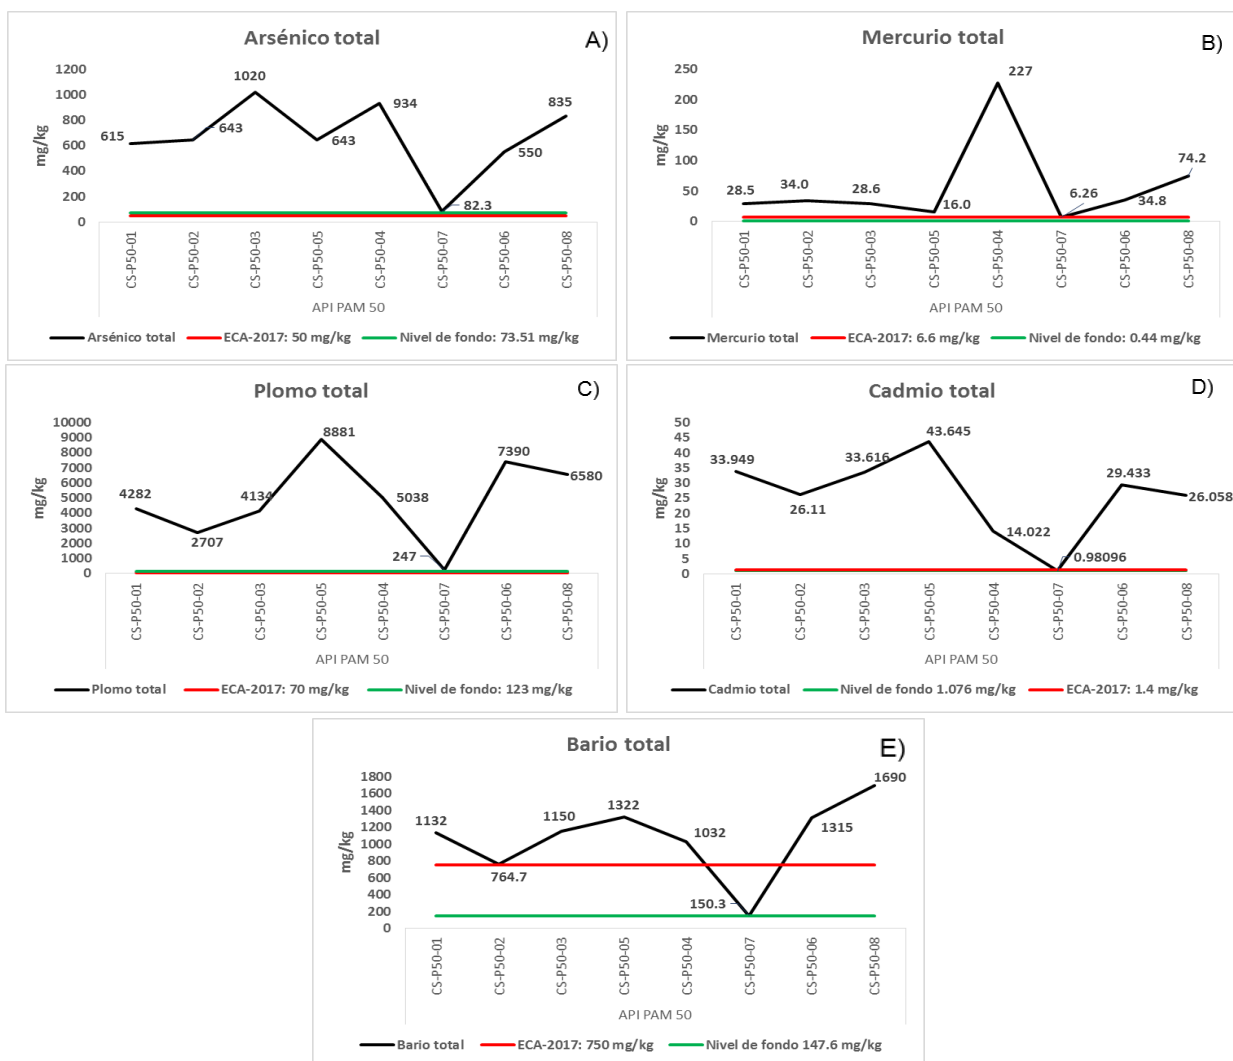 Arsénico total
A)
mg/kg
1200
1000
800
600
400
200
0
615
643
1020
643
934
82.3
550
835
CS-P50-01
CS-P50-02
CS-P50-03
CS-P50-05
CS-P50-04
CS-P50-07
CS-P50-06
CS-P50-08
API PAM 50
Arsénico total ECA-2017: 50 mg/kg Nivel de fondo: 73.51 mg/kg
Mercurio total
B)
mg/kg
250
200
150
100
50
0
28.5
34.0
28.6
16.0
227
6.26
34.8
74.2
CS-P50-01
CS-P50-02
CS-P50-03
CS-P50-05
CS-P50-04
CS-P50-07
CS-P50-06
CS-P50-08
API PAM 50
Mercurio total ECA-2017: 6.6 mg/kg Nivel de fondo: 0.44 mg/kg
Plomo total
C)
mg/kg
10000
9000
8000
7000
6000
5000
4000
3000
2000
1000
0
4282
2707
4134
8881
5038
247
7390
6580
CS-P50-01
CS-P50-02
CS-P50-03
CS-P50-05
CS-P50-04
CS-P50-07
CS-P50-06
CS-P50-08
API PAM 50
Plomo total ECA-2017: 70 mg/kg Nivel de fondo: 123 mg/kg
Cadmio total
D)
mg/kg
50
45
40
35
30
25
20
15
10
5
0
33.949
26.11
33.616
43.645
14.022
0.98096
29.433
26.058
CS-P50-01
CS-P50-02
CS-P50-03
CS-P50-05
CS-P50-04
CS-P50-07
CS-P50-06
CS-P50-08
API PAM 50
Cadmio total Nivel de fondo 1.076 mg/kg ECA-2017: 1.4 mg/kg
Bario total
E)
mg/kg
1800
1600
1400
1200
1000
800
600
400
200
0
1132
764.7
1150
1322
1032
150.3
1315
1690
CS-P50-01
CS-P50-02
CS-P50-03
CS-P50-05
CS-P50-04
CS-P50-07
CS-P50-06
CS-P50-08
API PAM 50
Bario total ECA-2017: 750 mg/kg Nivel de fondo 147.6 mg/kg